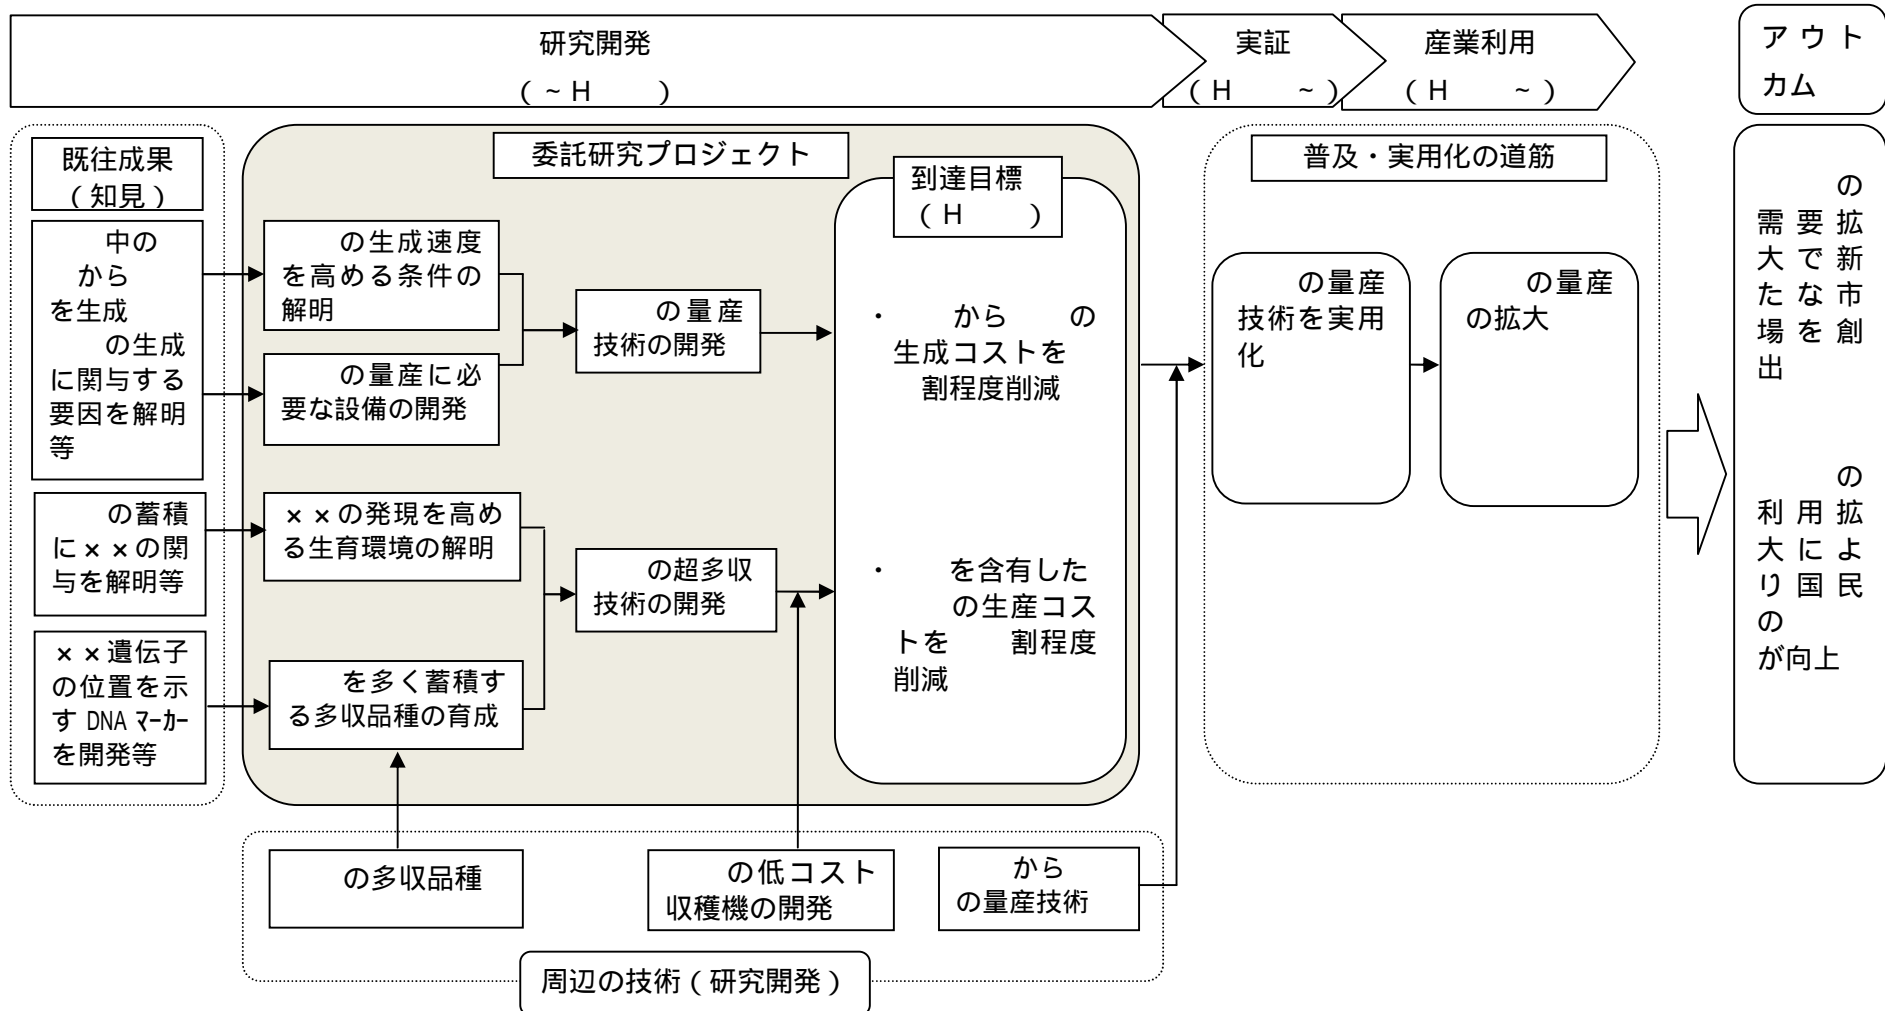 研究開発
（～H　　）
実証
（H　　～）
産業利用
（H　　～）
アウト
カム
既往成果
（知見）
中の
から
を生成
の生成
に関与する
要因を解明
等
の蓄積
に××の関
与を解明等
××遺伝子
の位置を示
す DNA マーカー
を開発等
委託研究プロジェクト
の生成速度
を高める条件の
解明
の量産に必
要な設備の開発
××の発現を高め
る生育環境の解明
を多く蓄積す
る多収品種の育成
の量産
技術の開発
の超多収
技術の開発
到達目標
（H　　）
・　　から　　の
生成コストを
割程度削減
・　　を含有した
の生産コス
トを　　割程度
削減
普及・実用化の道筋
の量産
技術を実用
化
の量産
の拡大
の
需要拡
大で新
たな市
場を創
出
の
利用拡
大によ
り国民
の
が向上
の多収品種
の低コスト
収穫機の開発
から
の量産技術
周辺の技術（研究開発）